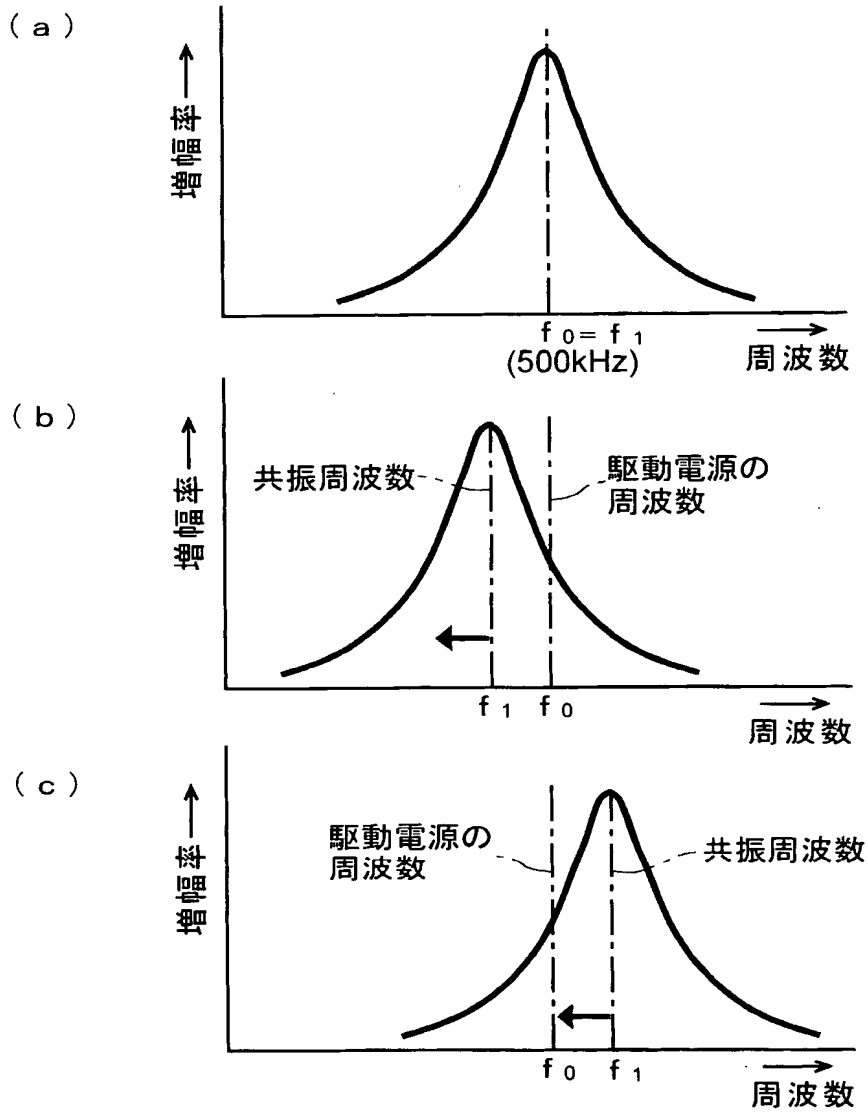 (a)
増幅率
f0=f1
(500kHz)
周波数
(b)
増幅率
共振周波数
駆動電源の
周波数
f1
f0
周波数
(c)
増幅率
駆動電源の
周波数
共振周波数
f0
f1
周波数